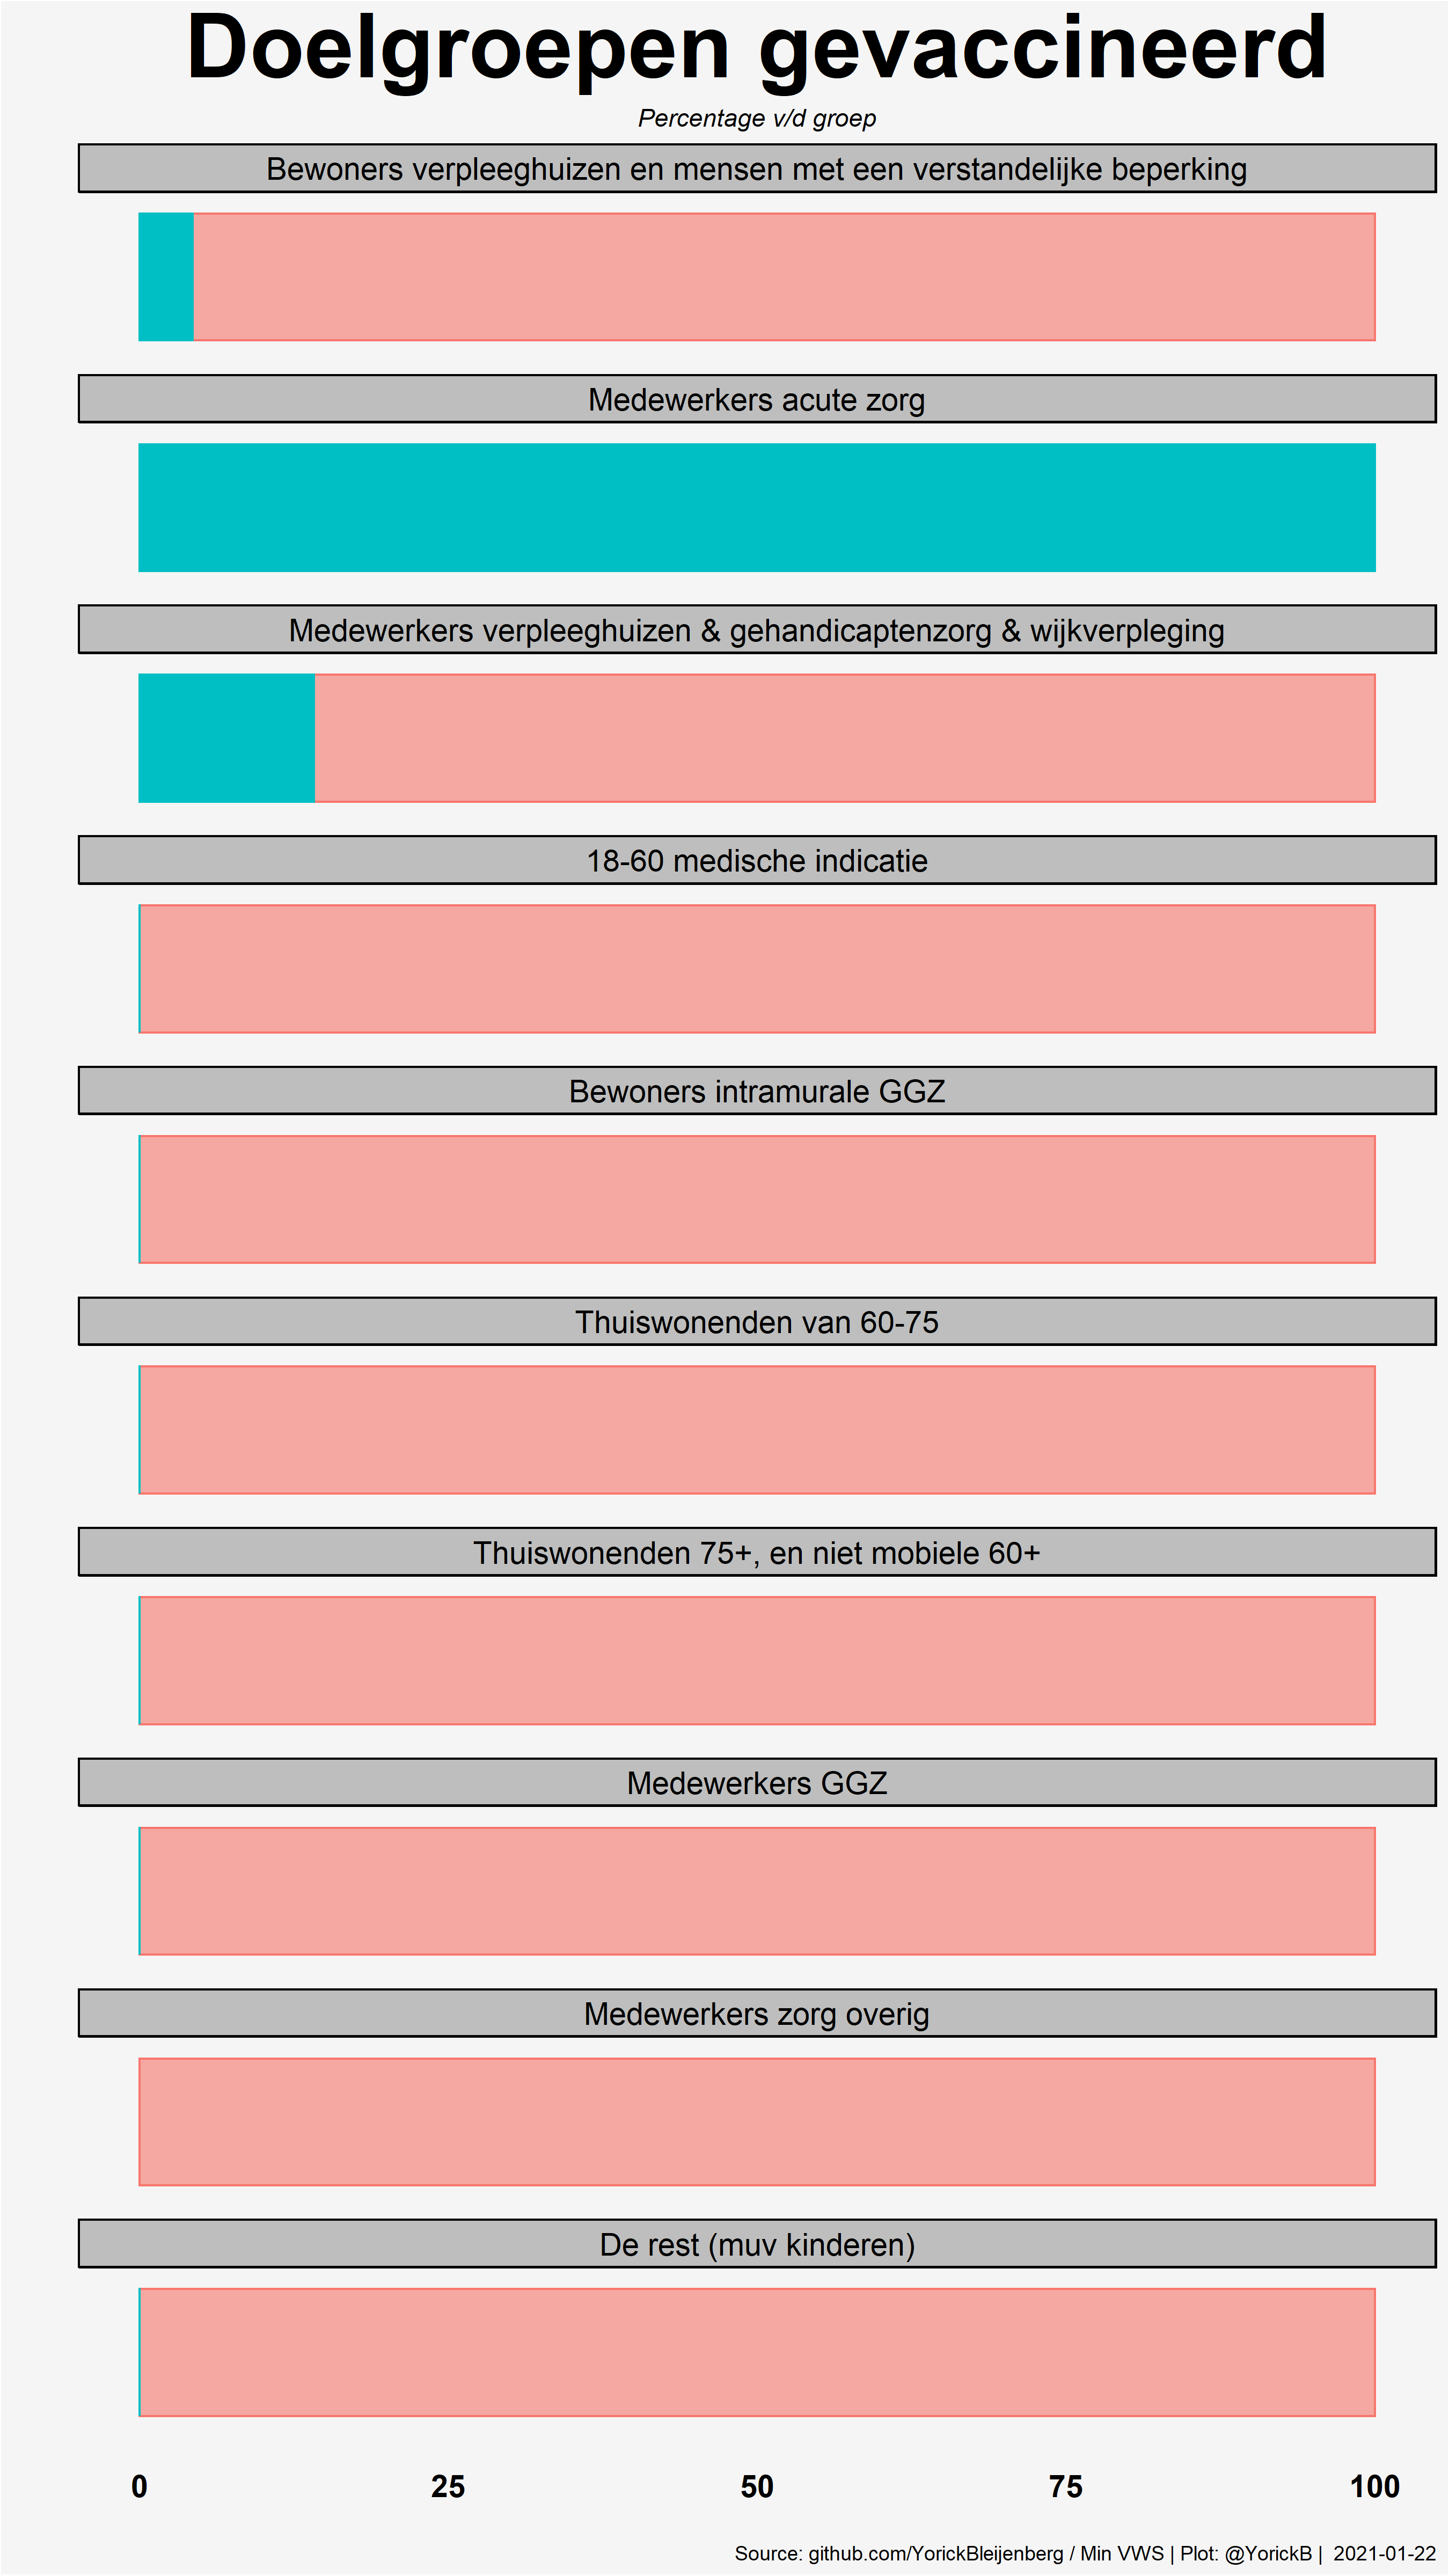 Doelgroepen gevaccineerd
Percentage v/d groep
Bewoners verpleeghuizen en mensen met een verstandelijke beperking
Medewerkers acute zorg
Medewerkers verpleeghuizen & gehandicaptenzorg & wijkverpleging
18-60 medische indicatie
Bewoners intramurale GGZ
Thuiswonenden van 60-75
Thuiswonenden 75+, en niet mobiele 60+
Medewerkers GGZ
Medewerkers zorg overig
De rest (muv kinderen)
0 25 50 75 100
Source: github.com/YorickBleijenberg / Min VWS | Plot: @YorickB | 2021-01-22